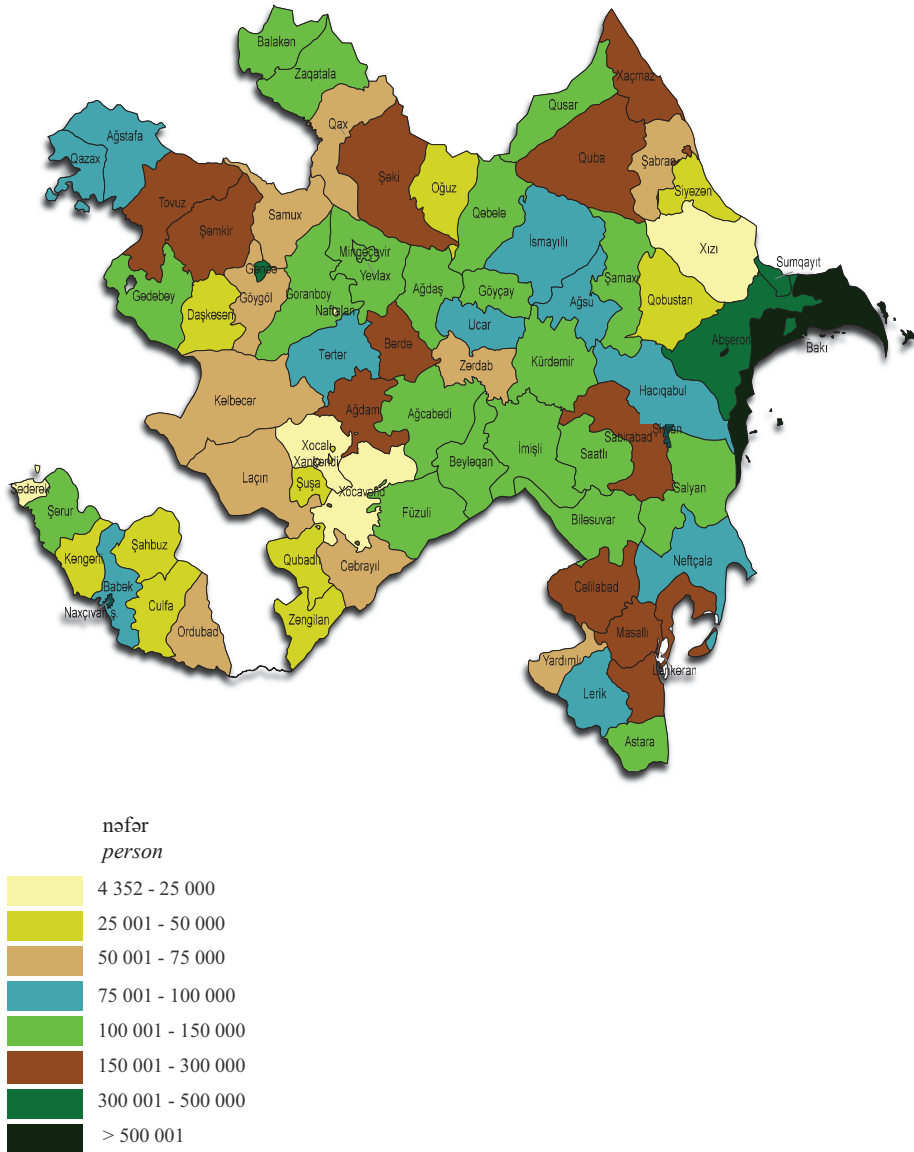 Balakən
Zaqatala
Qax
Ağstafa
Qazax
Tovuz
Şəmkir
Samux
Şəki
Oğuz
Qəbələ
Qusar
Xaçmaz
Quba
Şabran
Siyəzən
Xızı
Sumqayıt
İsmayıllı
Şamaxı
Ağsu
Qobustan
Abşeron
Bakı
Gədəbəy
Daşkəsən
Gəncə
Göygöl
Goranboy
Naftalan
Mingəçevir
Yevlax
Ağdaş
Göyçay
Ucar
Zərdab
Kürdəmir
Hacıqabul
Tərtər
Bərdə
Kəlbəcər
Ağdam
Ağcabədi
Xocalı
Xankəndi
Şuşa
Xocavənd
Laçın
Beyləqan
İmişli
Saatlı
Sabirabad
Şirvan
Salyan
Füzuli
Biləsuvar
Neftçala
Qubadlı
Cəbrayıl
Zəngilan
Cəlilabad
Masallı
Yardımlı
Lənkəran
Lerik
Astara
Sədərək
Şərur
Kəngərli
Şahbuz
Babək
Naxçıvan ş.
Culfa
Ordubad
nəfər
person
4 352 - 25 000
25 001 - 50 000
50 001 - 75 000
75 001 - 100 000
100 001 - 150 000
150 001 - 300 000
300 001 - 500 000
> 500 001